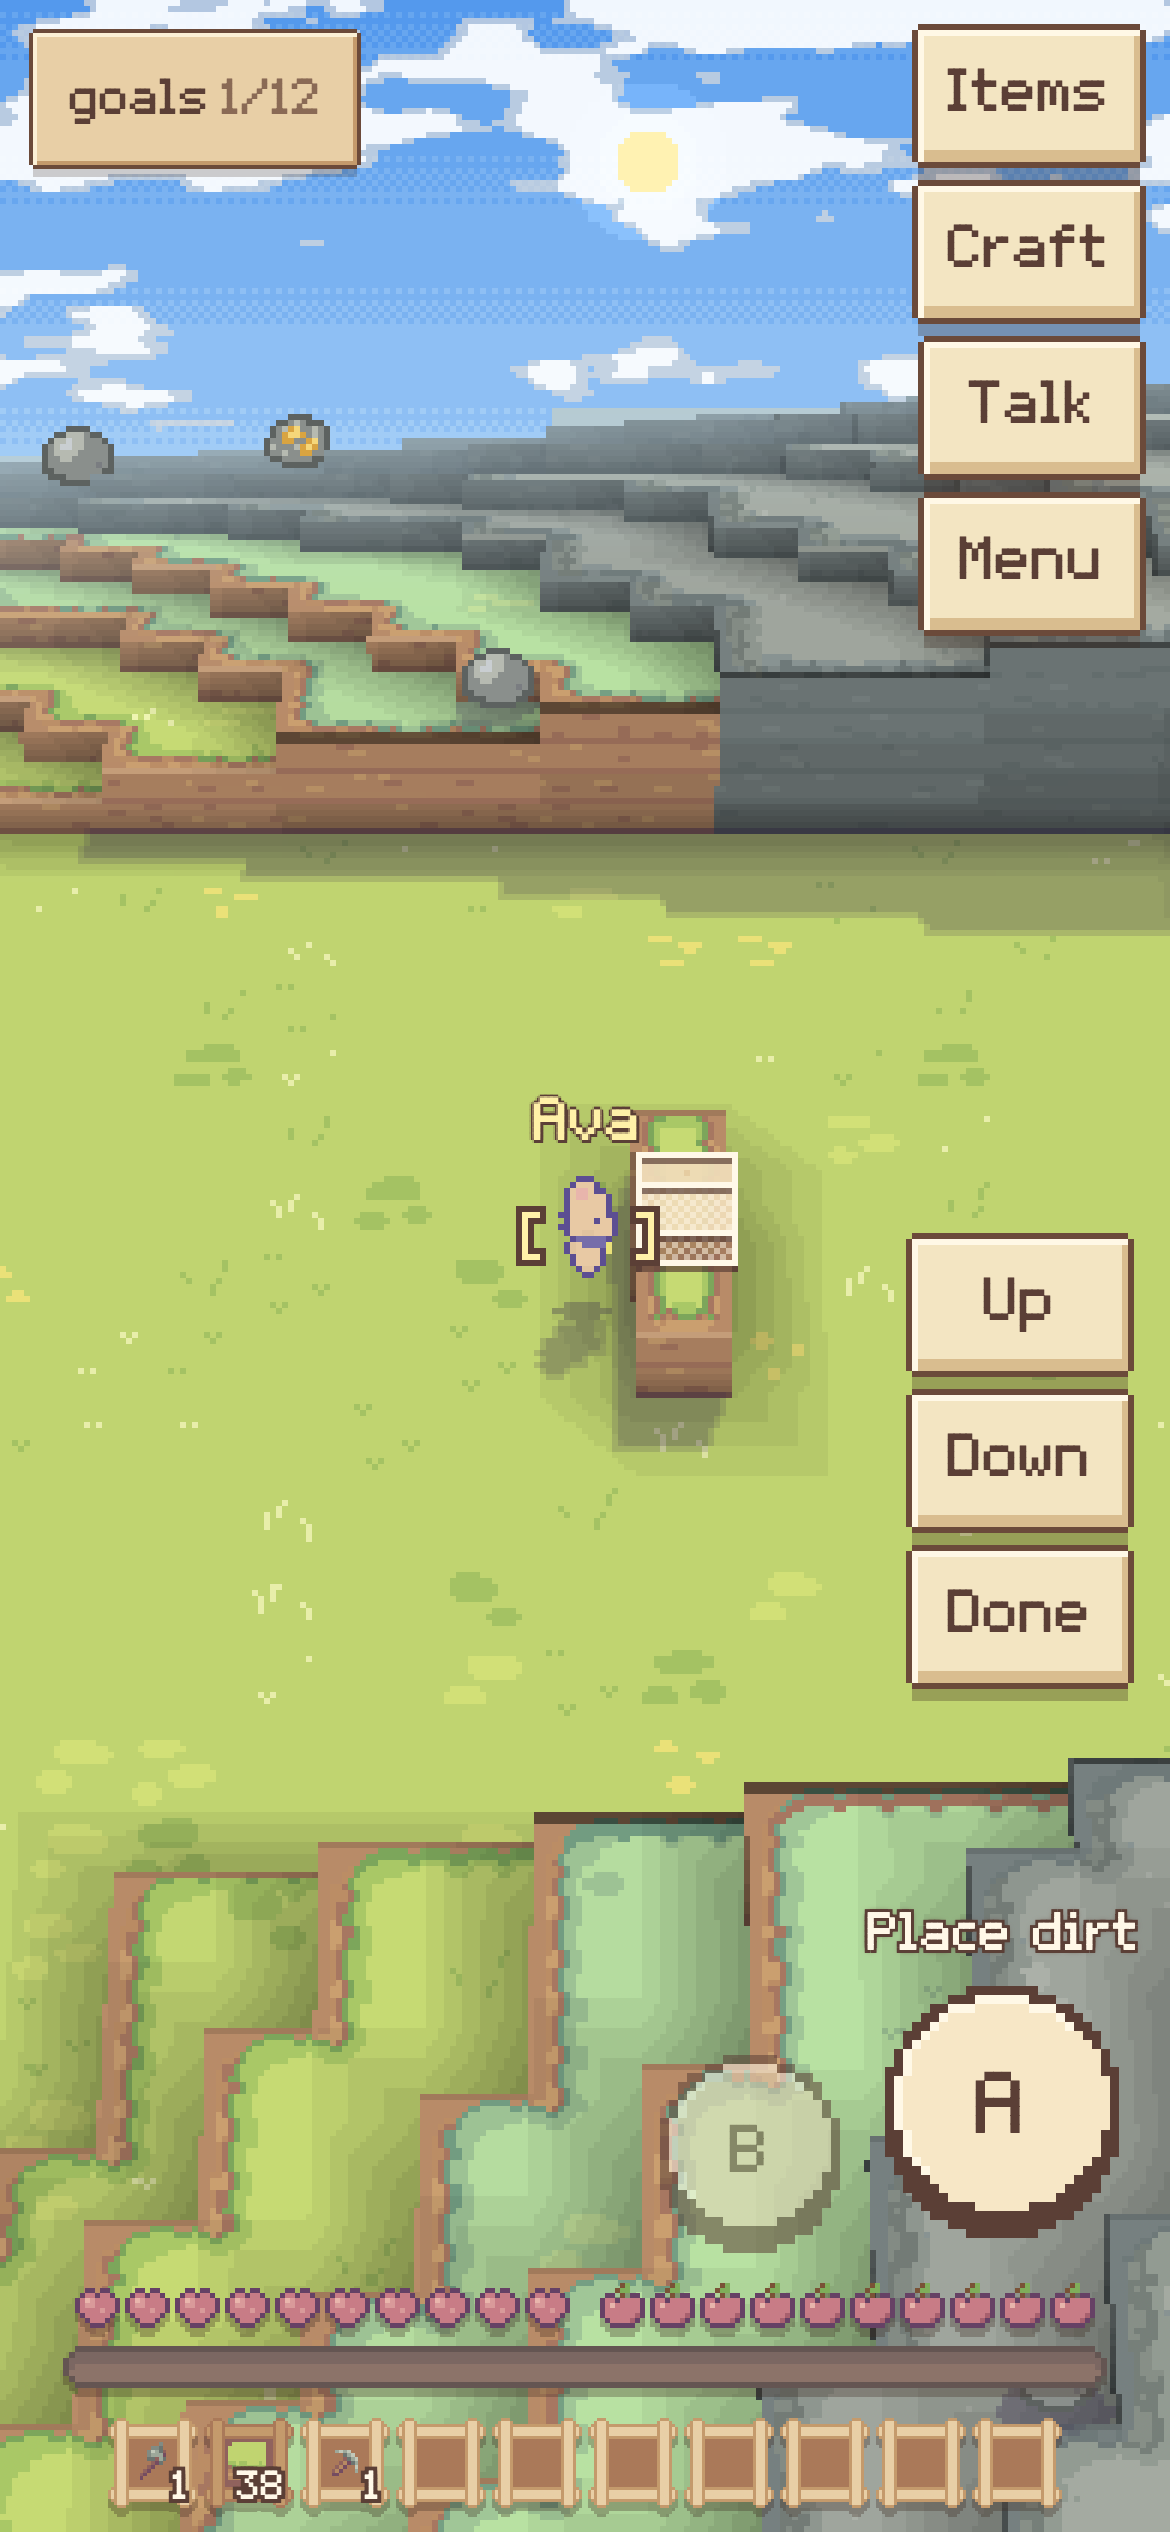 goals 1/12
Items
Craft
Talk
Menu
Ava
Up
Down
Done
Place dirt
A
B
1
38
1